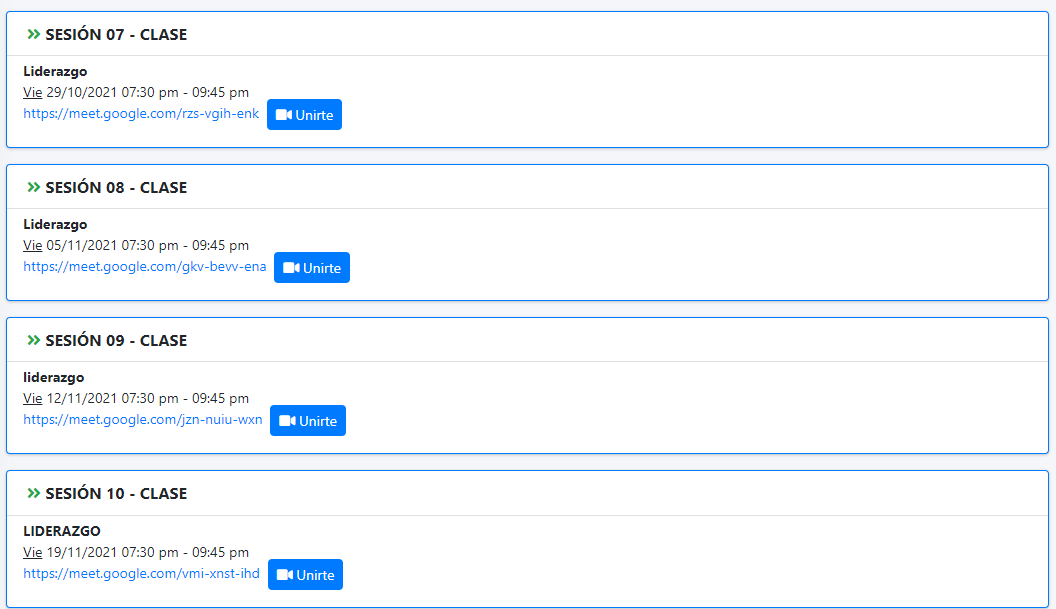 SESIÓN 07 - CLASE
Liderazgo
Vie 29/10/2021 07:30 pm - 09:45 pm
https://meet.google.com/rzs-vgih-enk Unirte
SESIÓN 08 - CLASE
Liderazgo
Vie 05/11/2021 07:30 pm - 09:45 pm
https://meet.google.com/gkv-bevv-ena Unirte
SESIÓN 09 - CLASE
liderazgo
Vie 12/11/2021 07:30 pm - 09:45 pm
https://meet.google.com/jzn-nuiu-wxn Unirte
SESIÓN 10 - CLASE
LIDERAZGO
Vie 19/11/2021 07:30 pm - 09:45 pm
https://meet.google.com/vmi-xnst-ihd Unirte